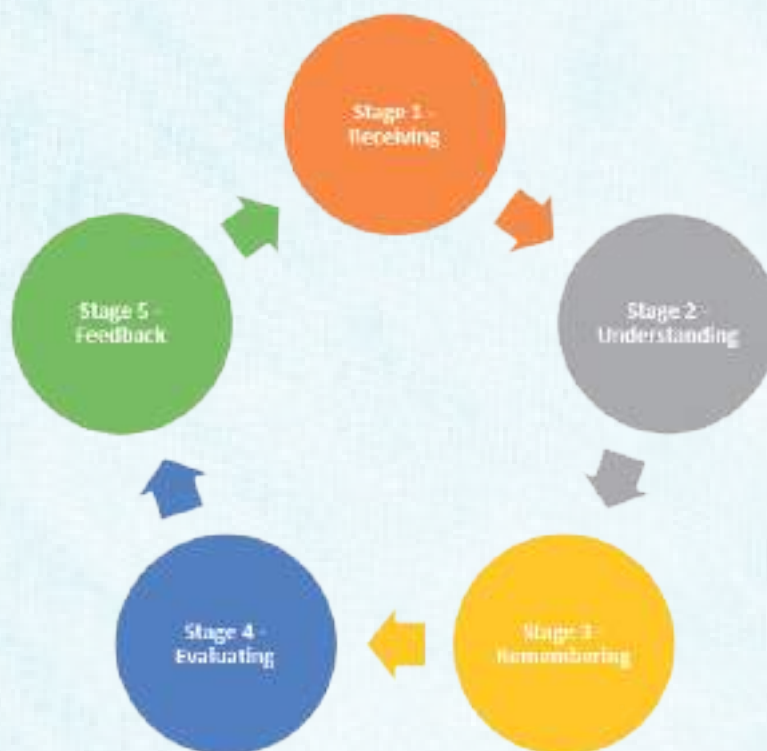 Stage 1 -
Receiving
Stage 2 -
Understanding
Stage 3 -
Remembering
Stage 4 -
Evaluating
Stage 5 -
Feedback